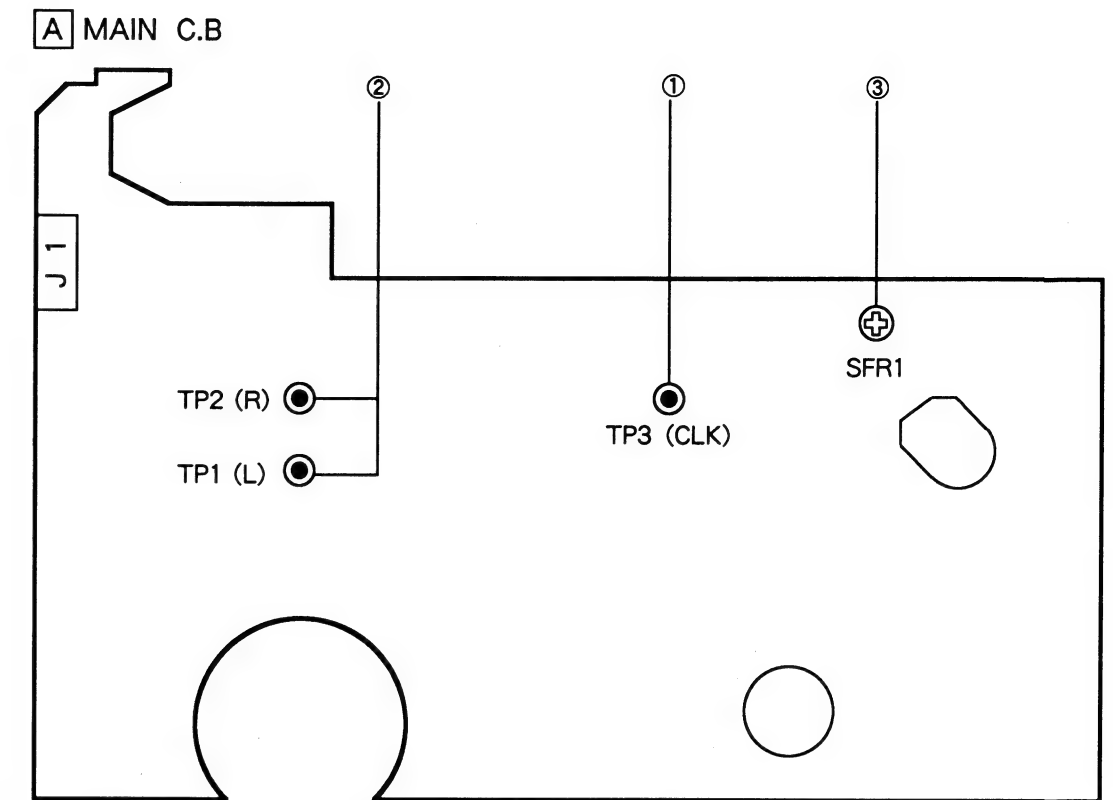 A MAIN C.B
② ① ③
J 1
SFR1
TP2 (R)
TP3 (CLK)
TP1 (L)